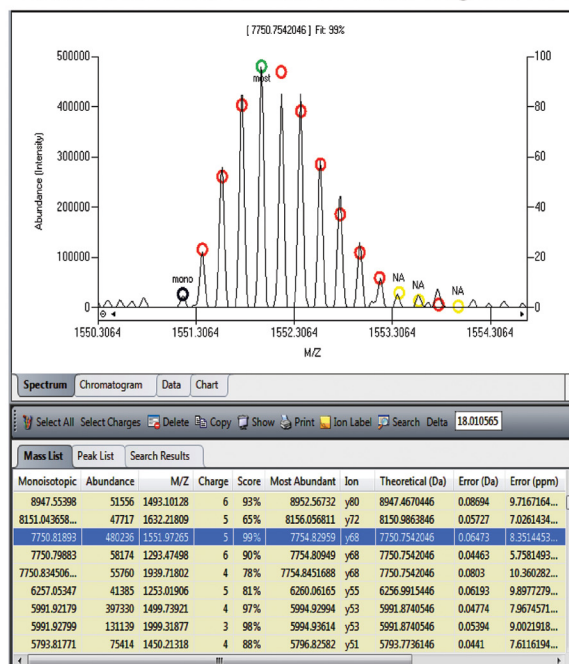 [ 7750.7542046 ] Fit: 99%
500000
400000
300000
200000
100000
0
Abundance (Intensity)
100
80
60
40
20
0
most
mono
NA
NA
NA
1550.3064
1551.3064
1552.3064
1553.3064
1554.3064
M/Z
Spectrum Chromatogram Data Chart
Select All Select Charges Delete Copy Show Print Ion Label Search Delta 18.010565
Mass List Peak List Search Results
Monoisotopic Abundance M/Z Charge Score Most Abundant Ion Theoretical (Da) Error (Da) Error (ppm)
8947.55398 51556 1493.10128 6 93% 8952.56732 y80 8947.4670446 0.08694 9.7167164...
8151.043658... 47717 1632.21809 5 65% 8156.056811 y72 8150.9863846 0.05727 7.0261434...
7750.81893 480236 1551.97265 5 99% 7754.82959 y68 7750.7542046 0.06473 8.3514453...
7750.79883 58174 1293.47498 6 90% 7754.80949 y68 7750.7542046 0.04463 5.7581493...
7750.834506... 55760 1939.71802 4 78% 7754.8451688 y68 7750.7542046 0.0803 10.360282...
6257.05347 41385 1253.01906 5 81% 6260.06165 y55 6256.9915446 0.06193 9.8977279...
5991.92179 397330 1499.73921 4 97% 5994.92994 y53 5991.8740546 0.04774 7.9674571...
5991.92799 131139 1999.31877 3 98% 5994.93614 y53 5991.8740546 0.05394 9.0021918...
5793.81771 75414 1450.21318 4 88% 5796.82582 y51 5793.7736146 0.0441 7.6116194...